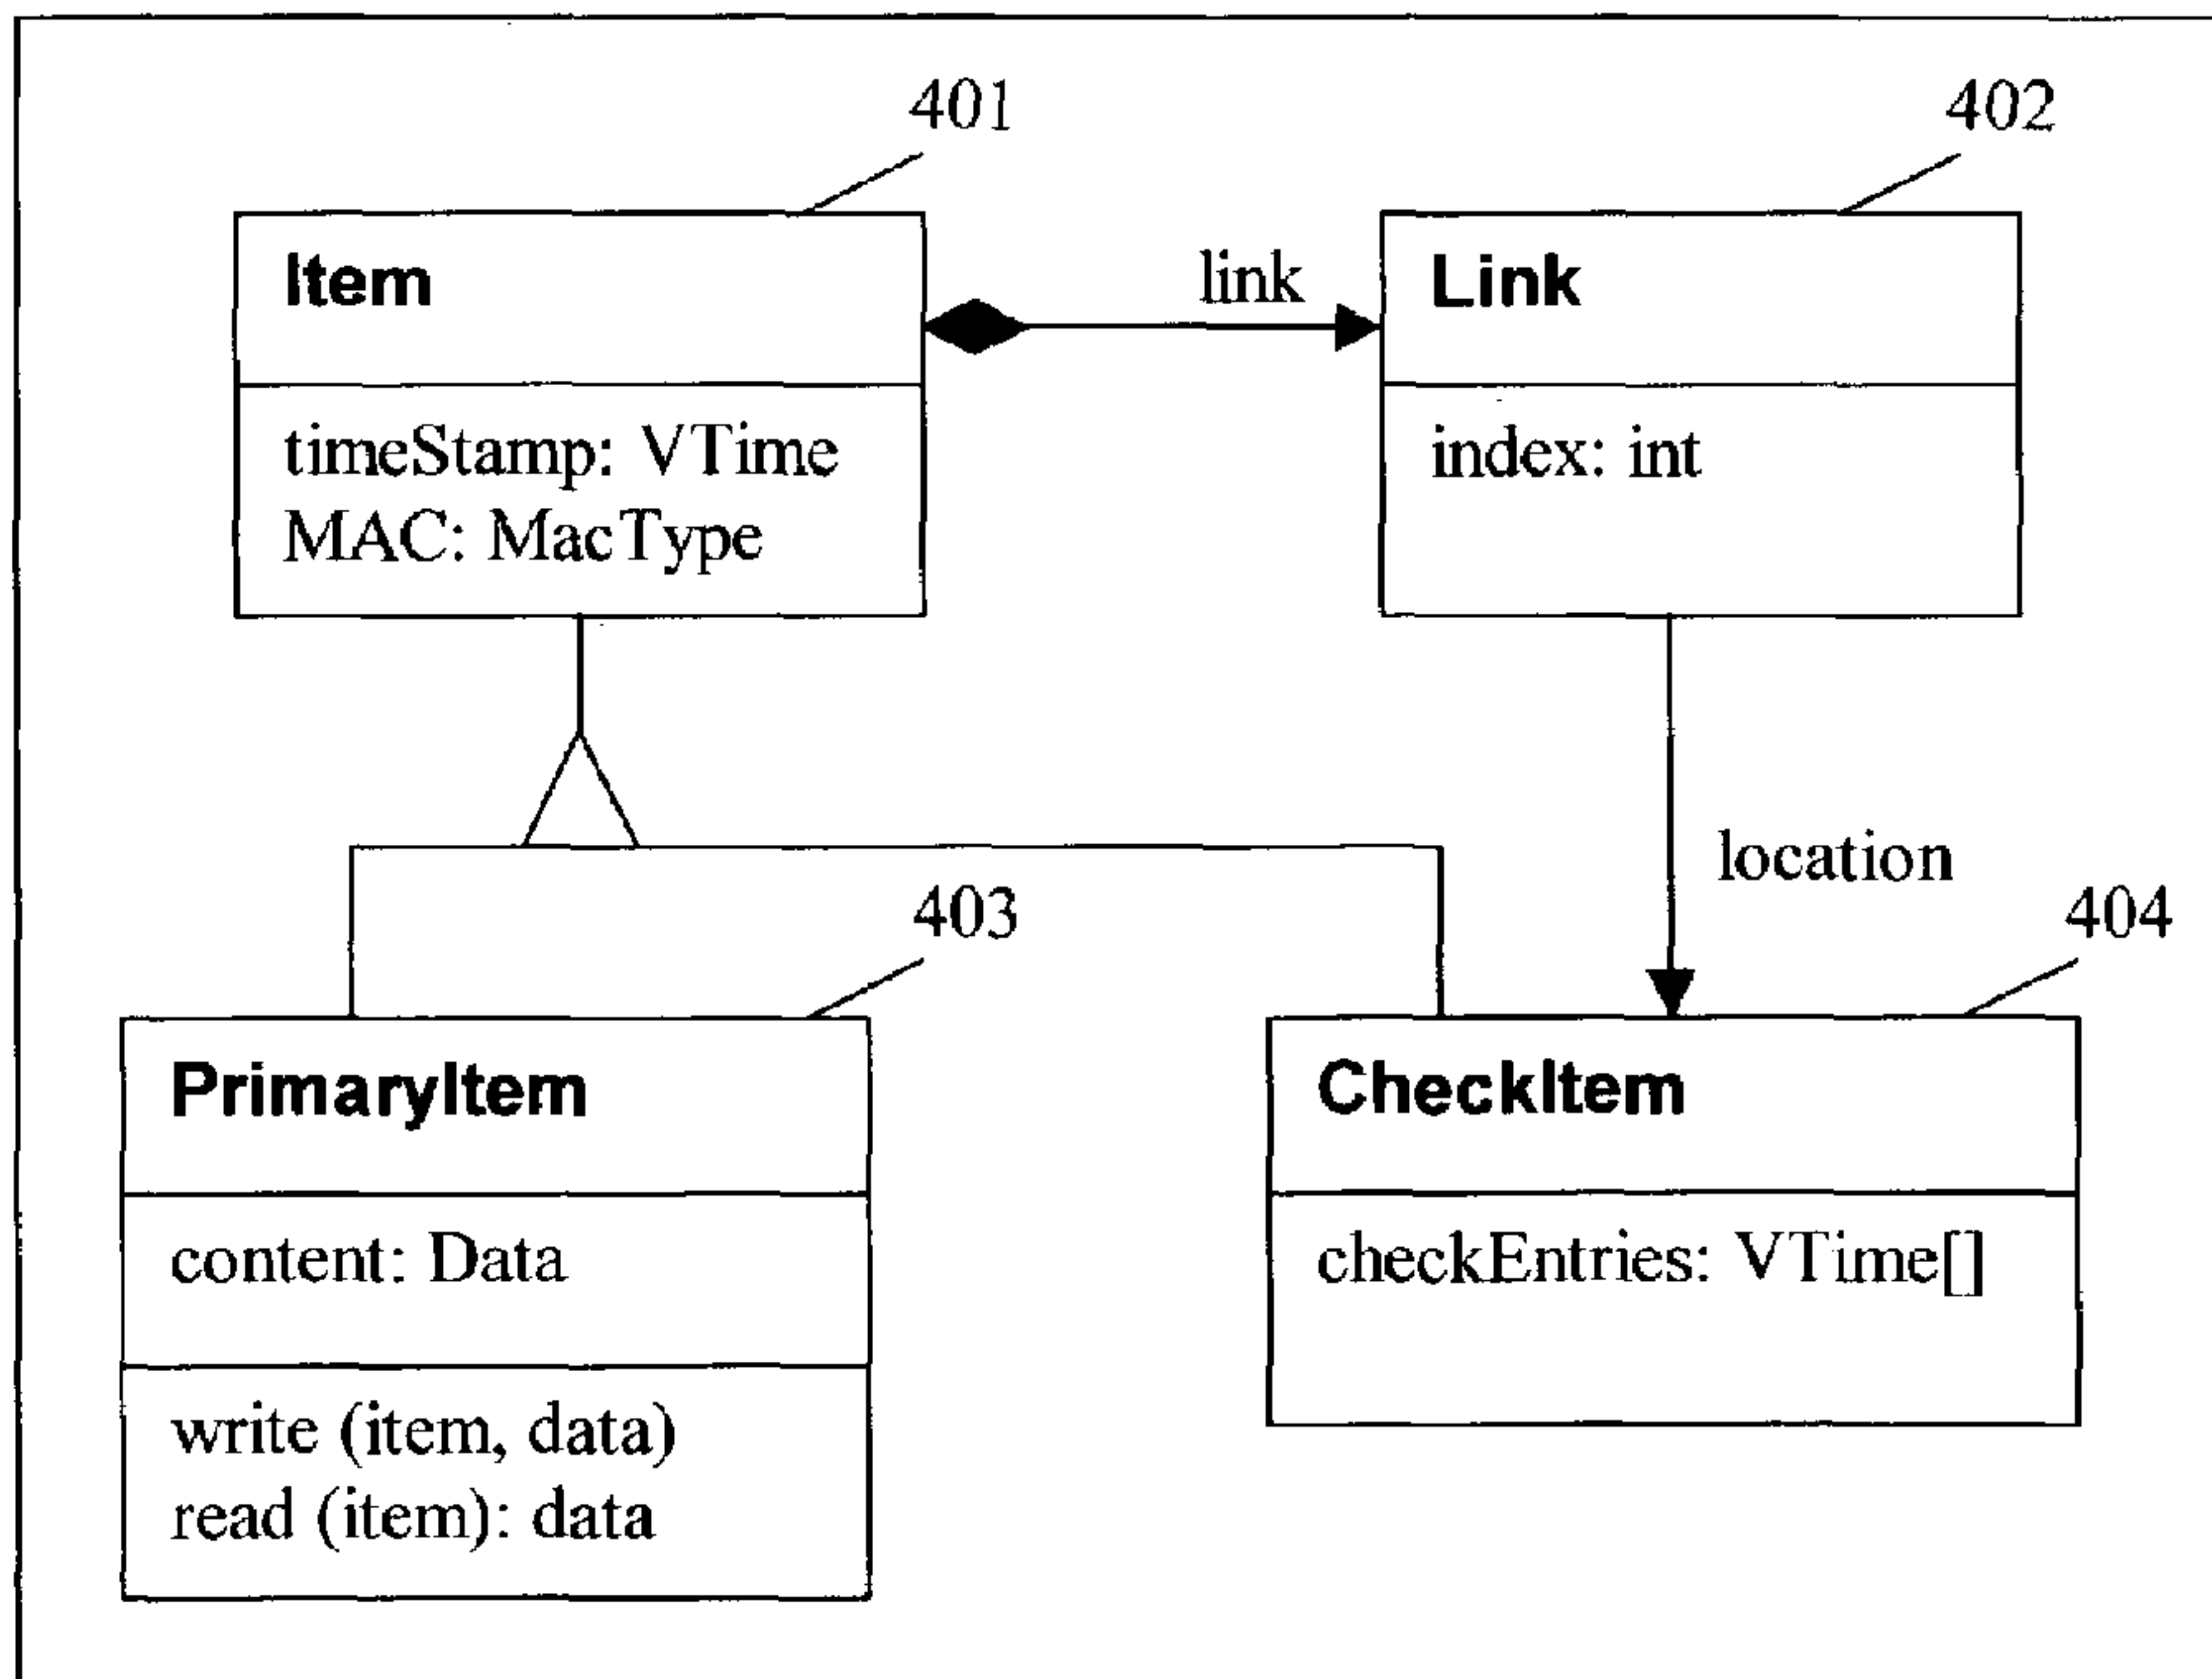 401
402
Item
link
Link
timeStamp: VTime
MAC: MacType
index: int
location
403
404
PrimaryItem
CheckItem
content: Data
checkEntries: VTime[]
write (item, data)
read (item): data